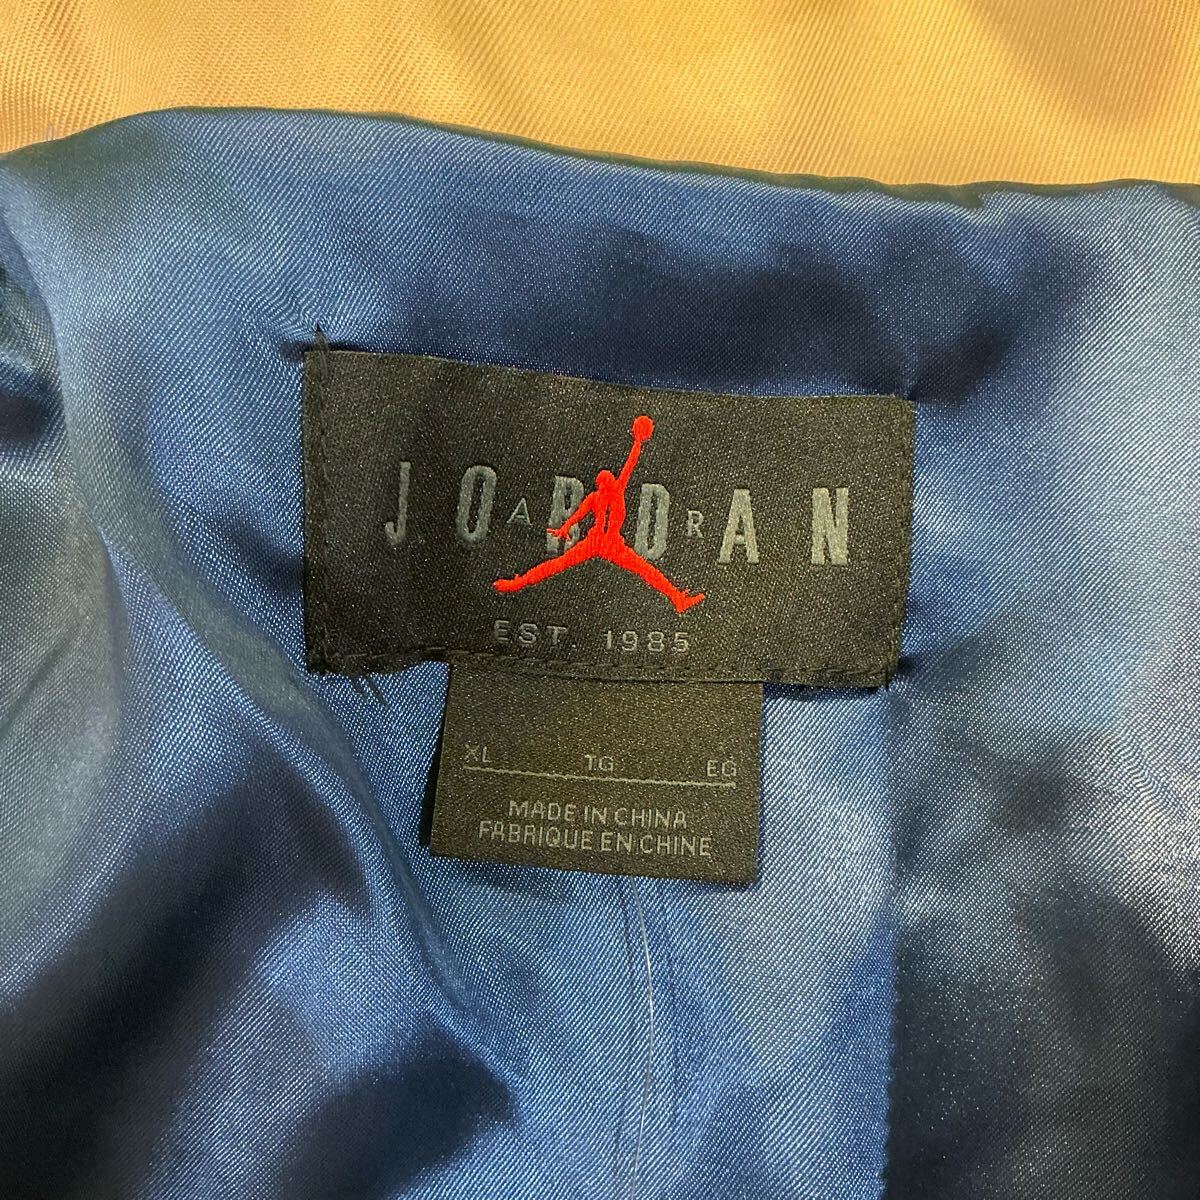 JORDAN
AIR
EST. 1985
XL TG EG
MADE IN CHINA
FABRIQUE EN CHINE